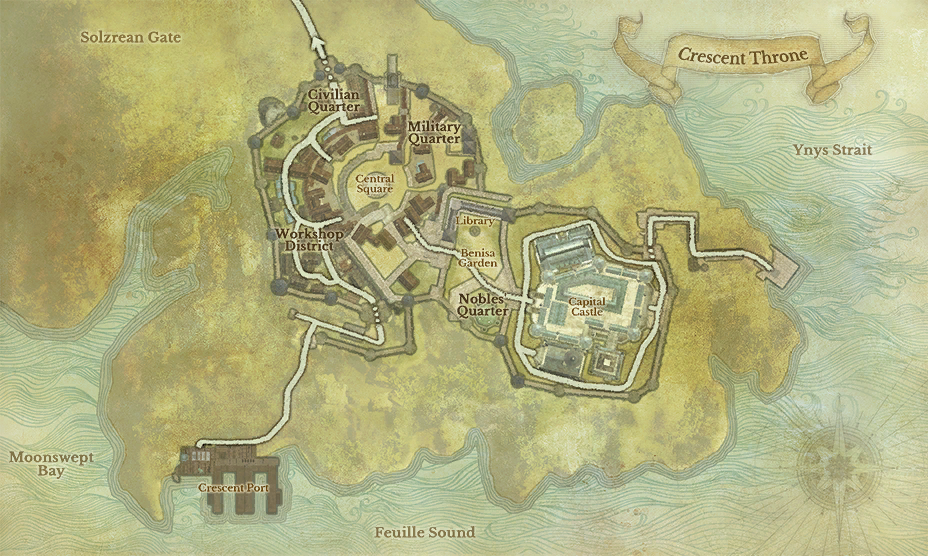 Solzrean Gate
Crescent Throne
Civilian
Quarter
Military
Quarter
Ynys Strait
Central
Square
Library
Workshop
District
Benisa
Garden
Nobles
Quarter
Capital
Castle
Moonswept
Bay
Crescent Port
Feuille Sound